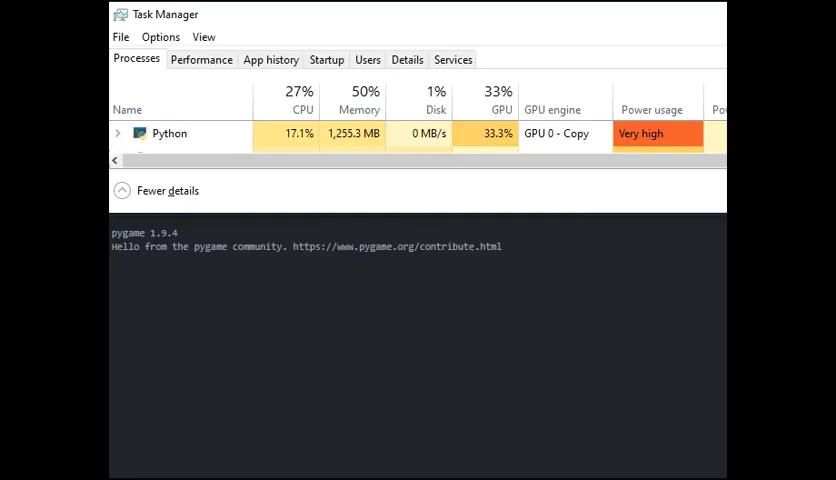 Task Manager
File Options View
Processes Performance App history Startup Users Details Services
27% 50% 1% 33%
Name CPU Memory Disk GPU GPU engine Power usage
Python 17.1% 1,255.3 MB 0 MB/s 33.3% GPU 0 - Copy Very high
Fewer details
pygame 1.9.4
Hello from the pygame community. https://www.pygame.org/contribute.html